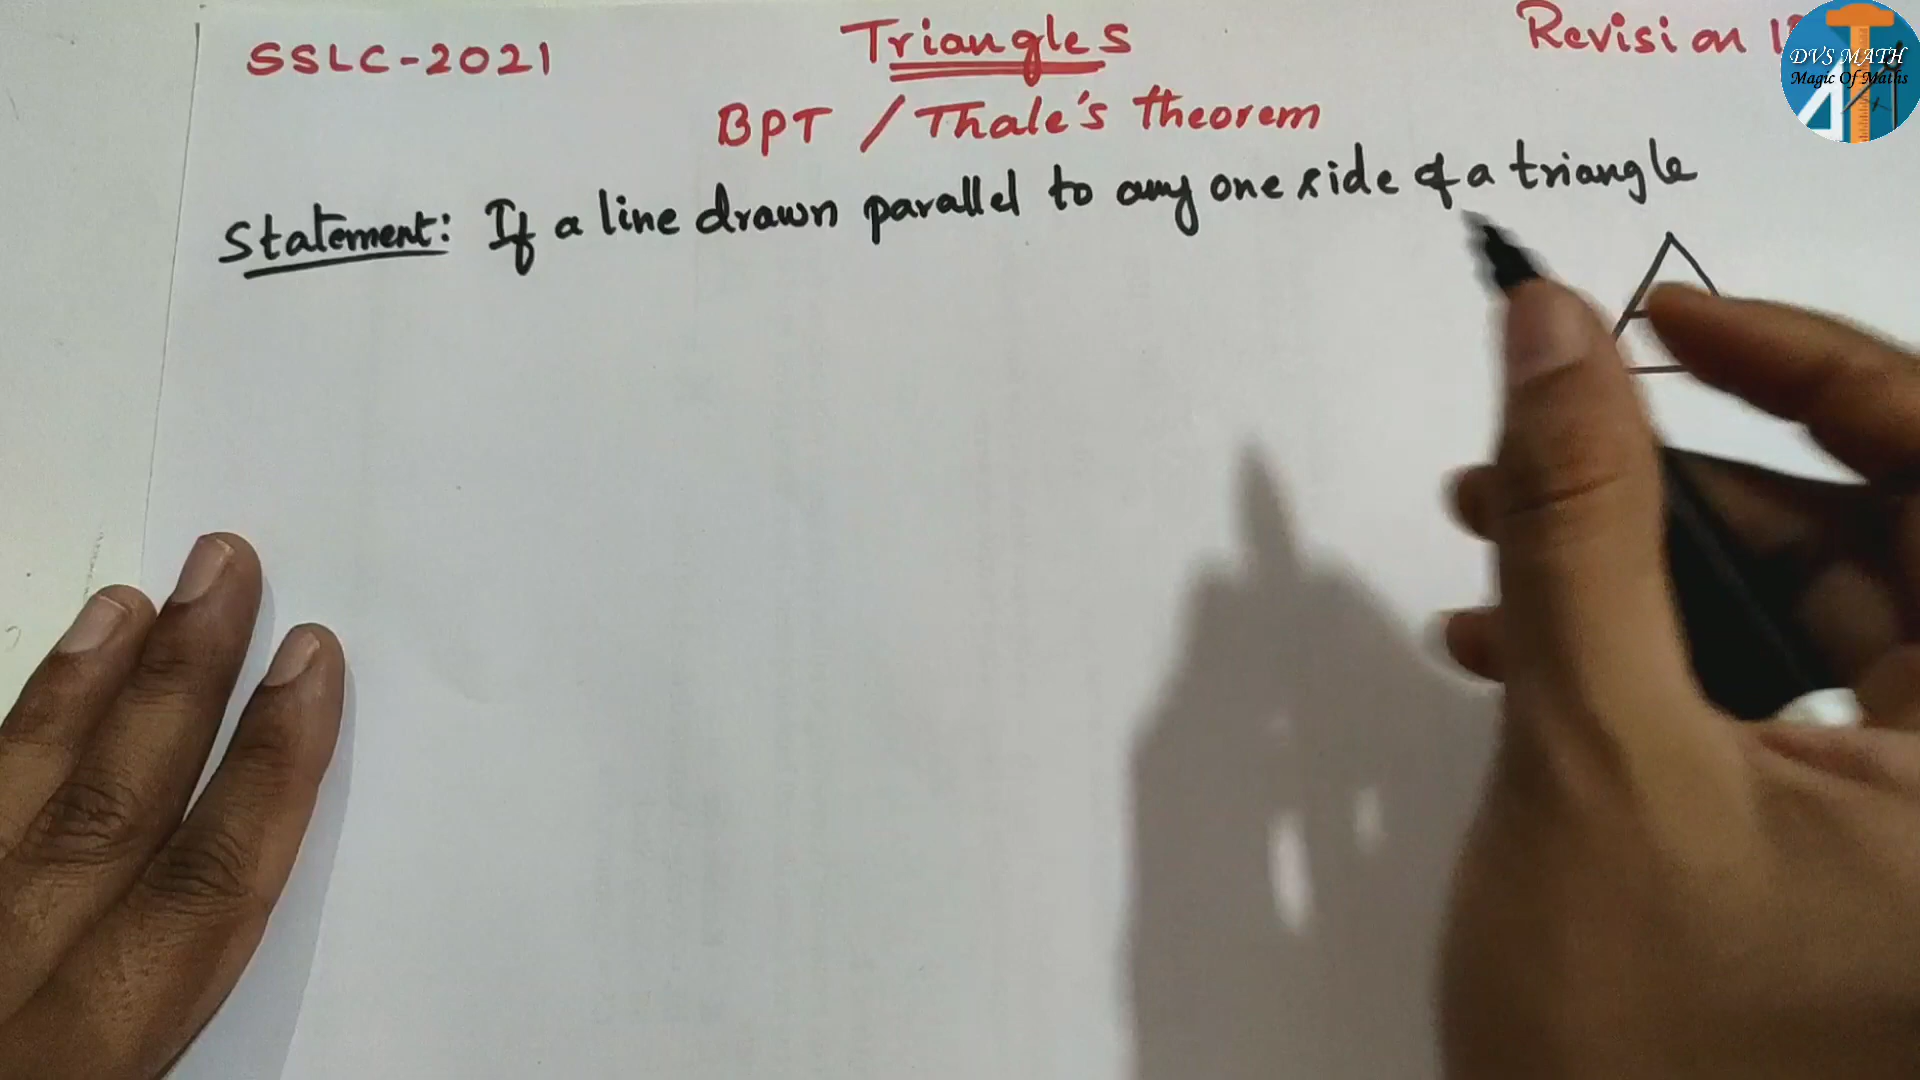 SSLC-2021
Triangles
Revision
DVS MATH
Magic Of Maths
BPT / Thale's theorem
Statement: If a line drawn parallel to any one side of a triangle